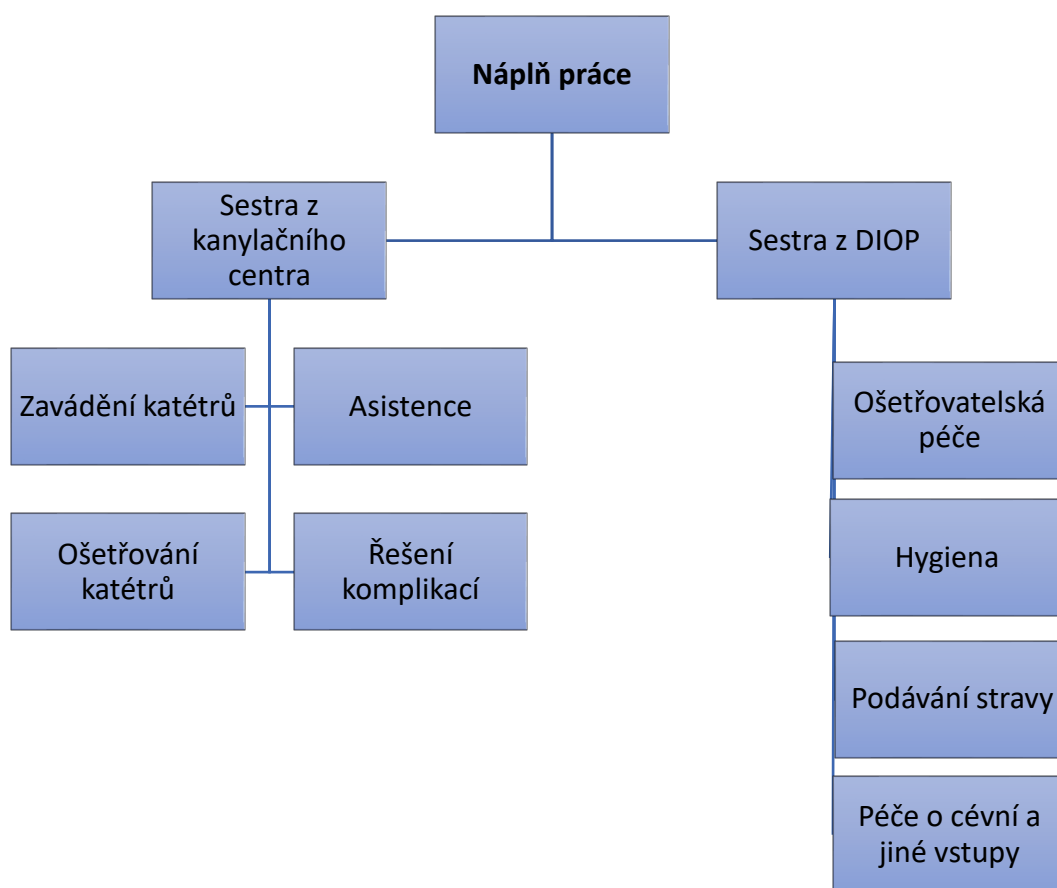 Náplň práce
Sestra z
kanylačního
centra
Sestra z DIOP
Zavádění katétrů
Asistence
Ošetřování
katétrů
Řešení
komplikací
Ošetřovatelská
péče
Hygiena
Podávání stravy
Péče o cévní a
jiné vstupy